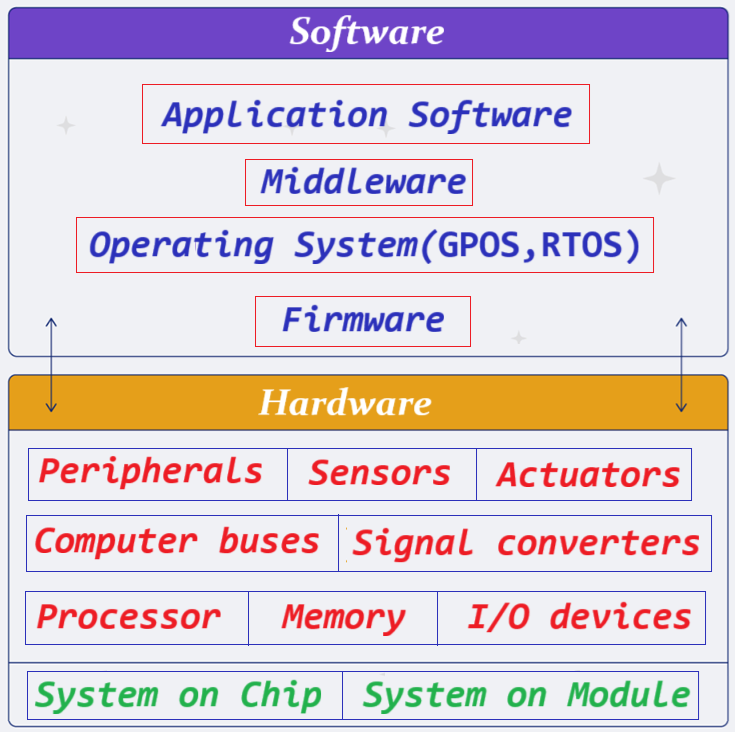 Software
Application Software
Middleware
Operating System(GPOS,RTOS)
Firmware
Hardware
Peripherals Sensors Actuators
Computer buses Signal converters
Processor Memory I/O devices
System on Chip System on Module